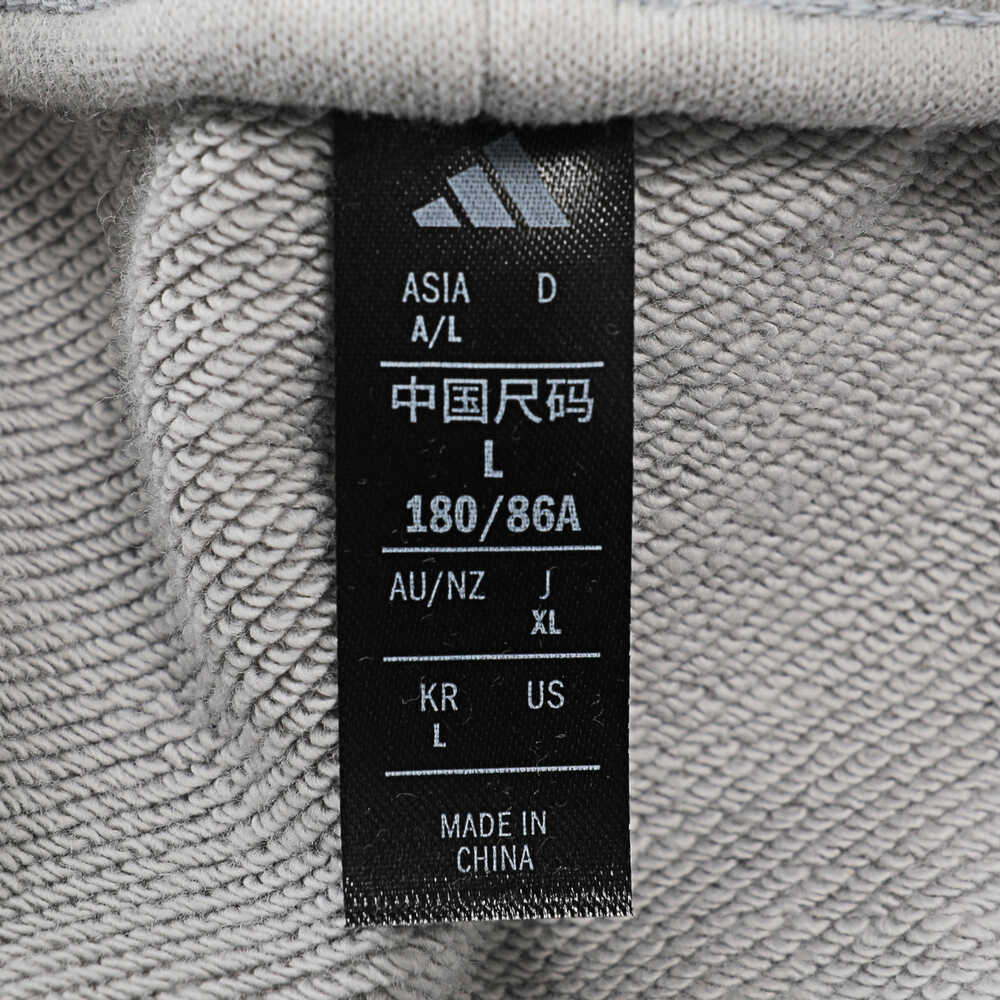 ASIA D
A/L
中国尺码
L
180/86A
AU/NZ J
XL
KR US
L
MADE IN
CHINA